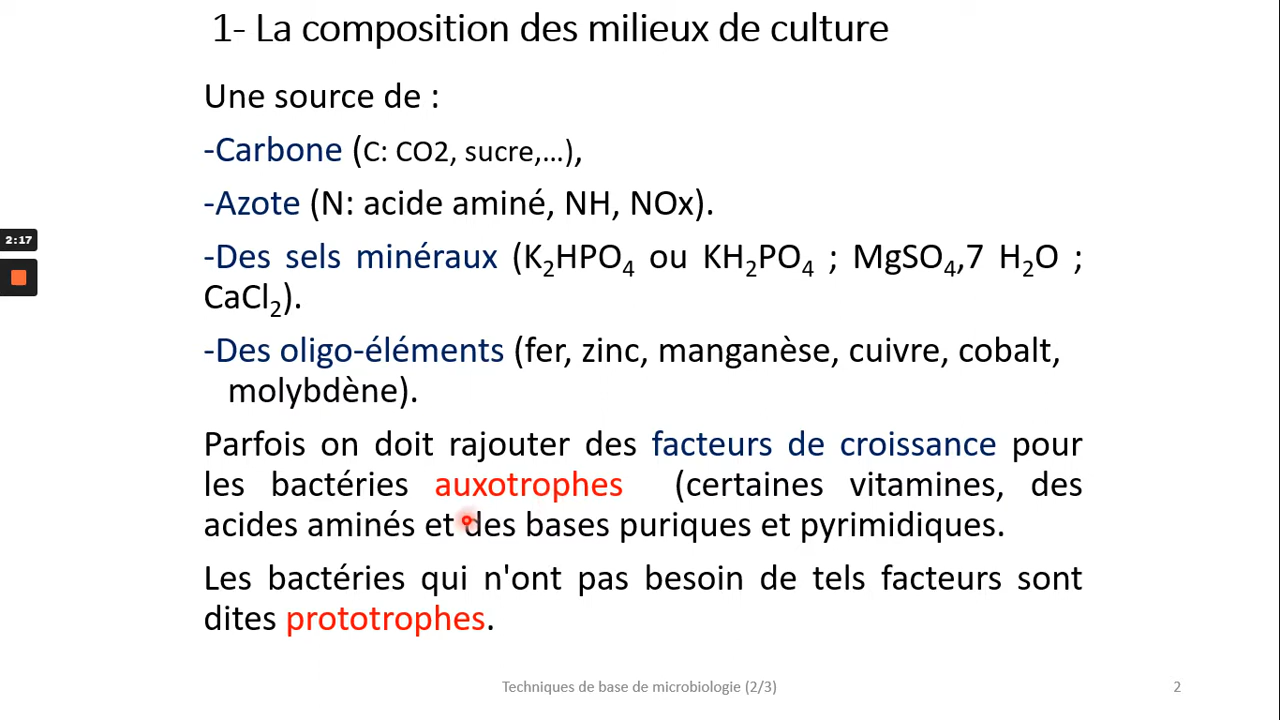 1- La composition des milieux de culture
Une source de :
-Carbone (C: CO2, sucre,…),
-Azote (N: acide aminé, NH, NOx).
2:17
-Des sels minéraux (K₂HPO₄ ou KH₂PO₄ ; MgSO₄,7 H₂O ;
CaCl₂).
-Des oligo-éléments (fer, zinc, manganèse, cuivre, cobalt,
molybdène).
Parfois on doit rajouter des facteurs de croissance pour
les bactéries auxotrophes (certaines vitamines, des
acides aminés et des bases puriques et pyrimidiques.
Les bactéries qui n'ont pas besoin de tels facteurs sont
dites prototrophes.
Techniques de base de microbiologie (2/3)
2